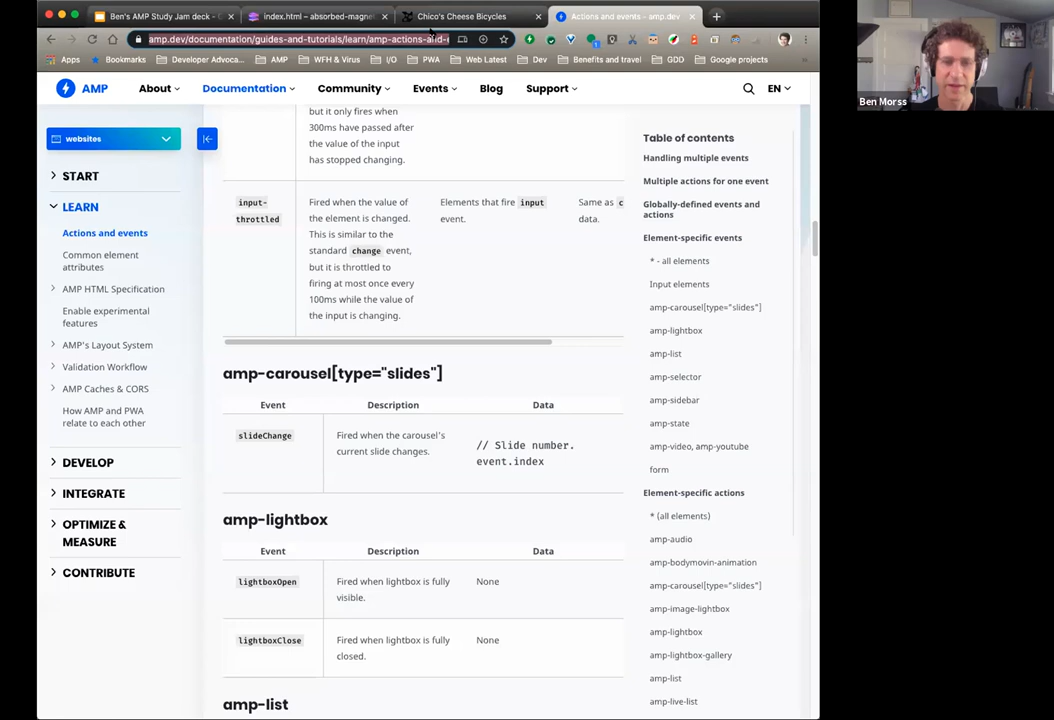 Ben's AMP Study Jam deck - G
index.html – absorbed-magnet
Chico's Cheese Bicycles
Actions and events - amp.dev
amp.dev/documentation/guides-and-tutorials/learn/amp-actions-and-e
Apps
Bookmarks
Developer Advoca...
AMP
WFH & Virus
I/O
PWA
Web Latest
Dev
Benefits and travel
GDD
Google projects
Ben Morss
AMP
About
Documentation
Community
Events
Blog
Support
EN
websites
START
LEARN
Actions and events
Common element
attributes
AMP HTML Specification
Enable experimental
features
AMP's Layout System
Validation Workflow
AMP Caches & CORS
How AMP and PWA
relate to each other
DEVELOP
INTEGRATE
OPTIMIZE &
MEASURE
CONTRIBUTE
but it only fires when
300ms have passed after
the value of the input
has stopped changing.
input-
throttled
Fired when the value of
the element is changed.
This is similar to the
standard change event,
but it is throttled to
firing at most once every
100ms while the value of
the input is changing.
Elements that fire input
event.
Same as c
data.
amp-carousel[type="slides"]
Event Description Data
slideChange
Fired when the carousel's
current slide changes.
// Slide number.
event.index
amp-lightbox
Event Description Data
lightboxOpen
Fired when lightbox is fully
visible.
None
lightboxClose
Fired when lightbox is fully
closed.
None
amp-list
Table of contents
Handling multiple events
Multiple actions for one event
Globally-defined events and
actions
Element-specific events
* - all elements
Input elements
amp-carousel[type="slides"]
amp-lightbox
amp-list
amp-selector
amp-sidebar
amp-state
amp-video, amp-youtube
form
Element-specific actions
* (all elements)
amp-audio
amp-bodymovin-animation
amp-carousel[type="slides"]
amp-image-lightbox
amp-lightbox
amp-lightbox-gallery
amp-list
amp-live-list